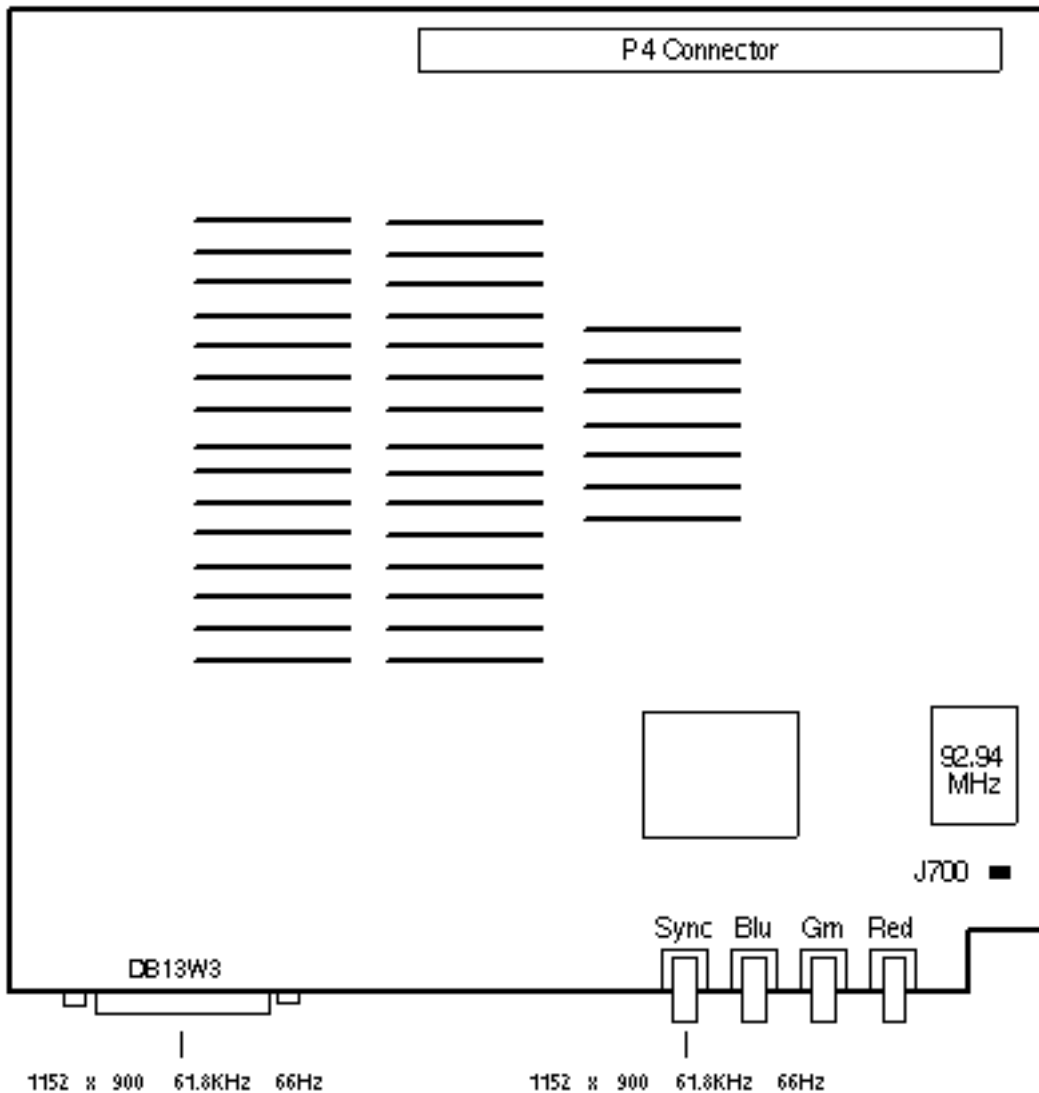 P4 Connector
92.94
MHz
J700
Sync Blu Grn Red
DB13W3
1152 x 900 61.8KHz 66Hz
1152 x 900 61.8KHz 66Hz